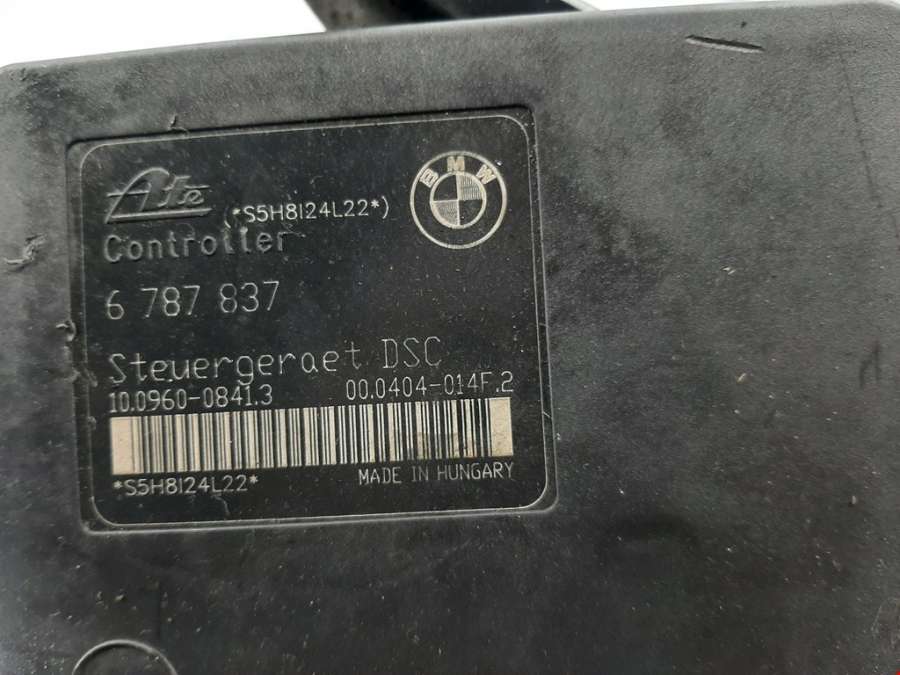 Ate
(*S5H8I24L22*)
BMW
Controller
6 787 837
Steuergeraet DSC
10.0960-0841.3 00.0404-014F.2
*S5H8I24L22*
MADE IN HUNGARY